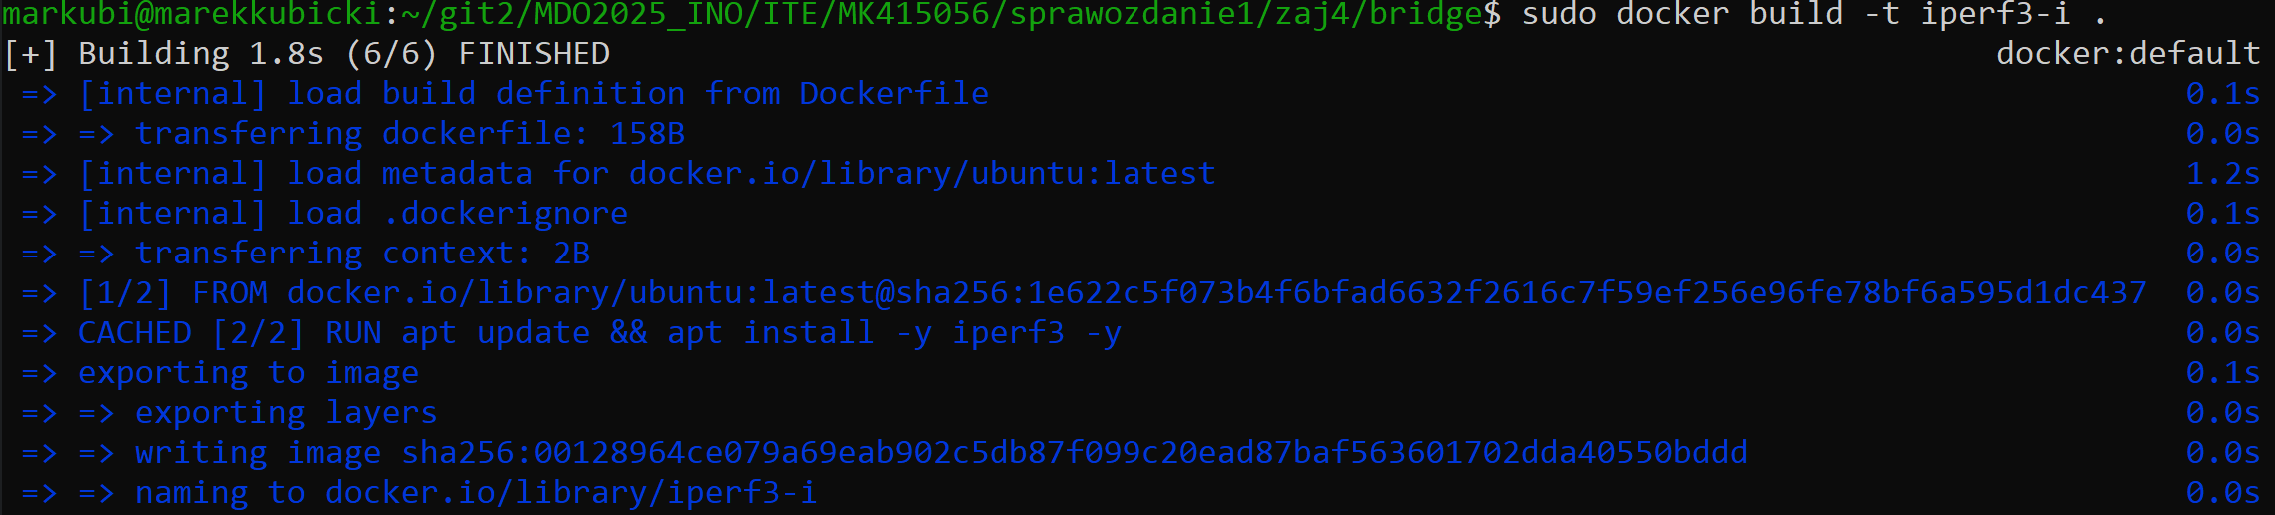 markubi@marekkubicki:~/git2/MDO2025_INO/ITE/MK415056/sprawozdanie1/zaj4/bridge$ sudo docker build -t iperf3-i .
[+] Building 1.8s (6/6) FINISHED docker:default
=> [internal] load build definition from Dockerfile 0.1s
=> => transferring dockerfile: 158B 0.0s
=> [internal] load metadata for docker.io/library/ubuntu:latest 1.2s
=> [internal] load .dockerignore 0.1s
=> => transferring context: 2B 0.0s
=> [1/2] FROM docker.io/library/ubuntu:latest@sha256:1e622c5f073b4f6bfad6632f2616c7f59ef256e96fe78bf6a595d1dc437 0.0s
=> CACHED [2/2] RUN apt update && apt install -y iperf3 -y 0.0s
=> exporting to image 0.1s
=> => exporting layers 0.0s
=> => writing image sha256:00128964ce079a69eab902c5db87f099c20ead87baf563601702dda40550bddd 0.0s
=> => naming to docker.io/library/iperf3-i 0.0s